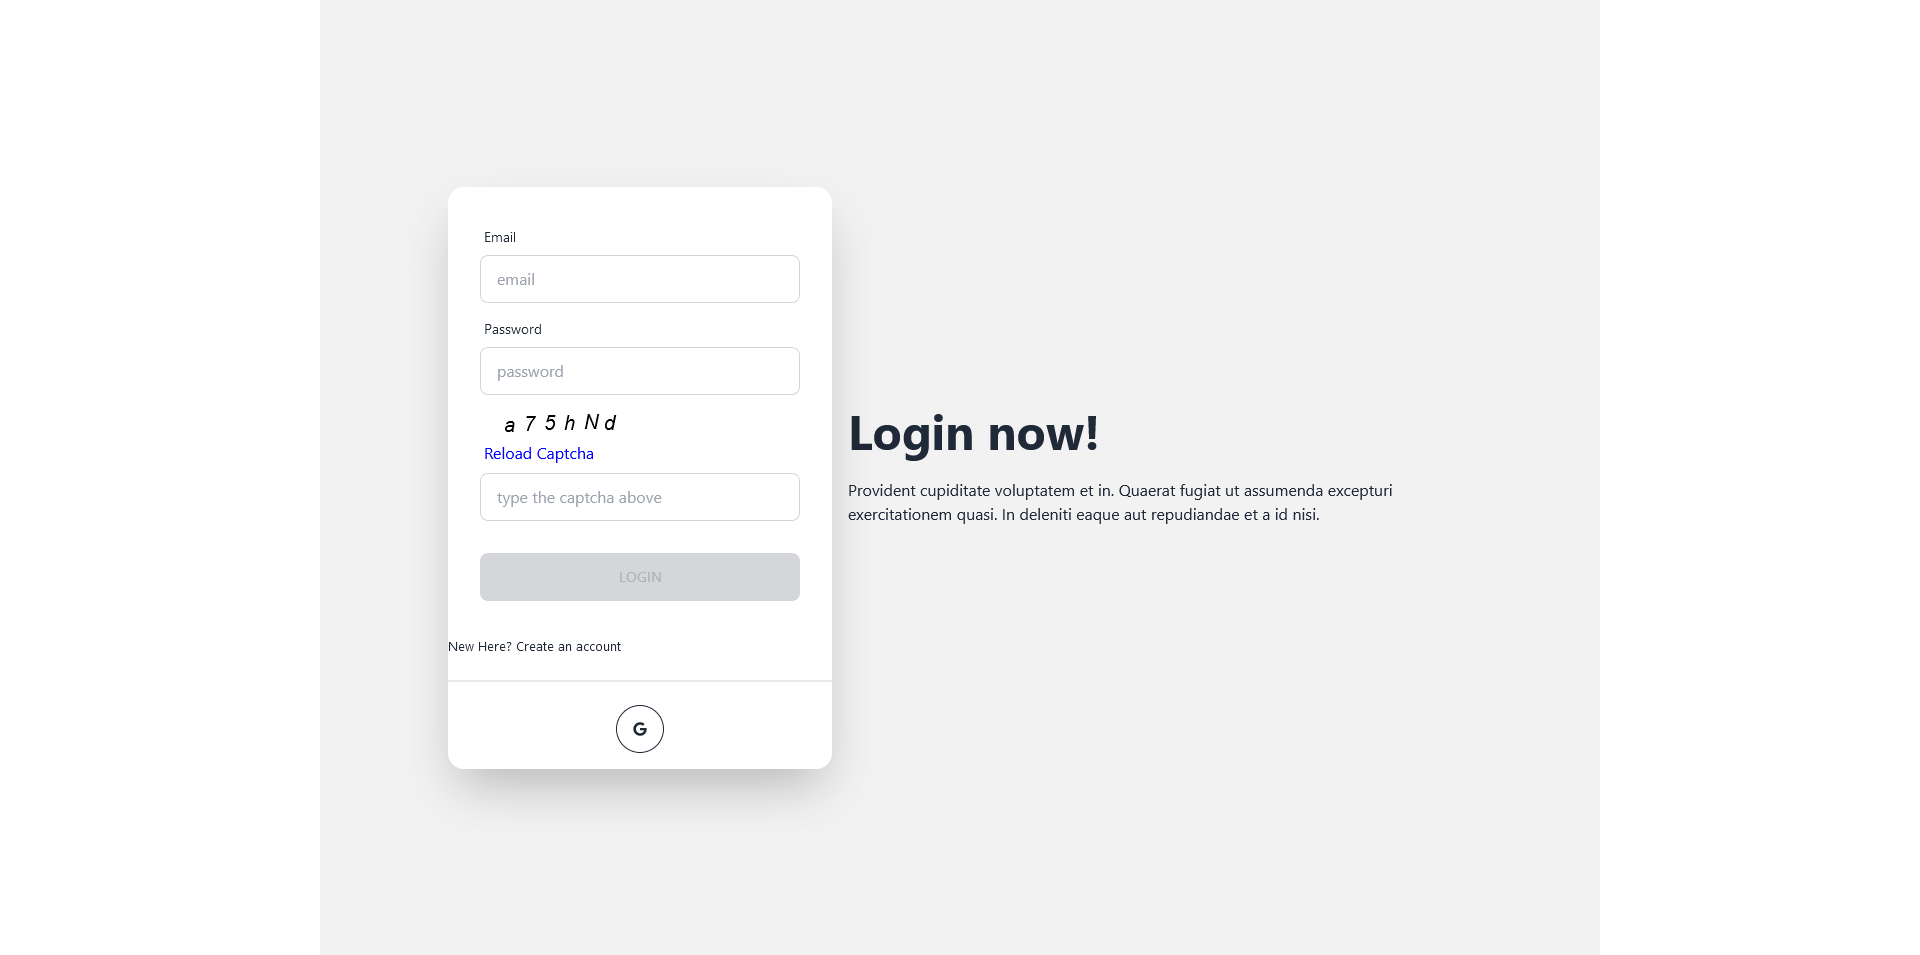 Email
email
Password
password
a 7 5 h N d
Reload Captcha
type the captcha above
LOGIN
New Here? Create an account
G
Login now!
Provident cupiditate voluptatem et in. Quaerat fugiat ut assumenda excepturi
exercitationem quasi. In deleniti eaque aut repudiandae et a id nisi.